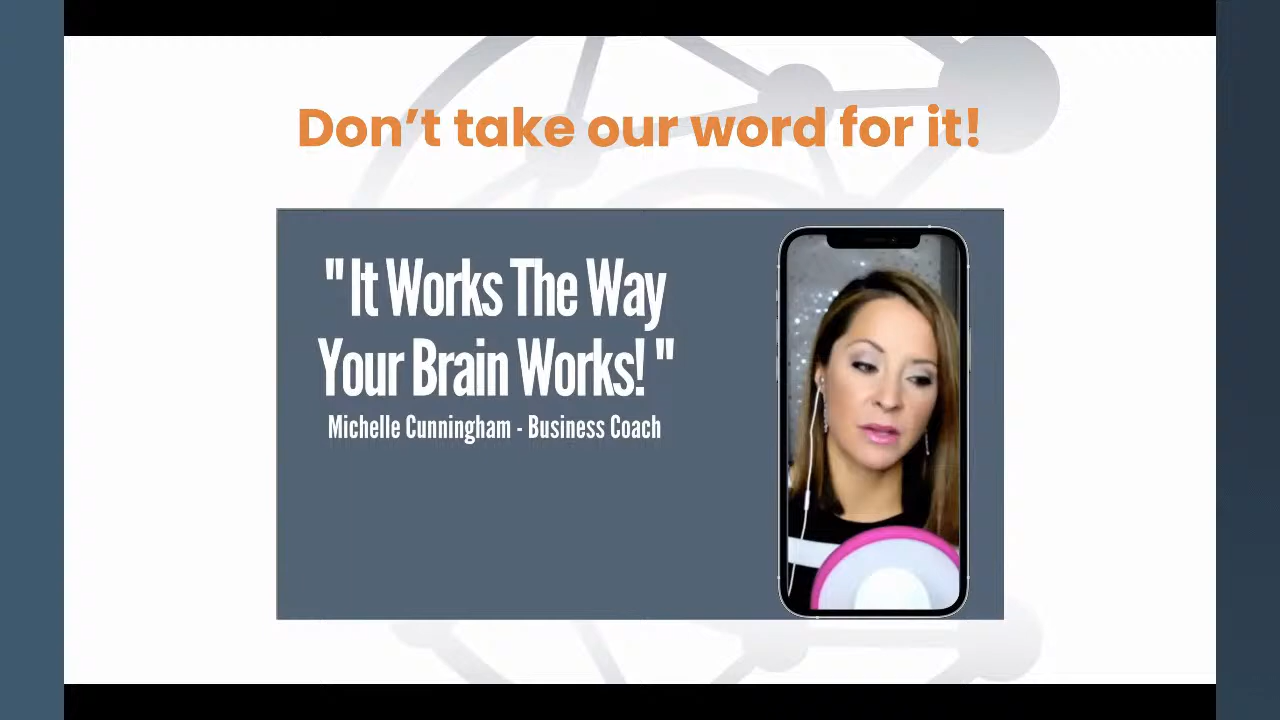 Don’t take our word for it!
" It Works The Way
Your Brain Works! "
Michelle Cunningham - Business Coach